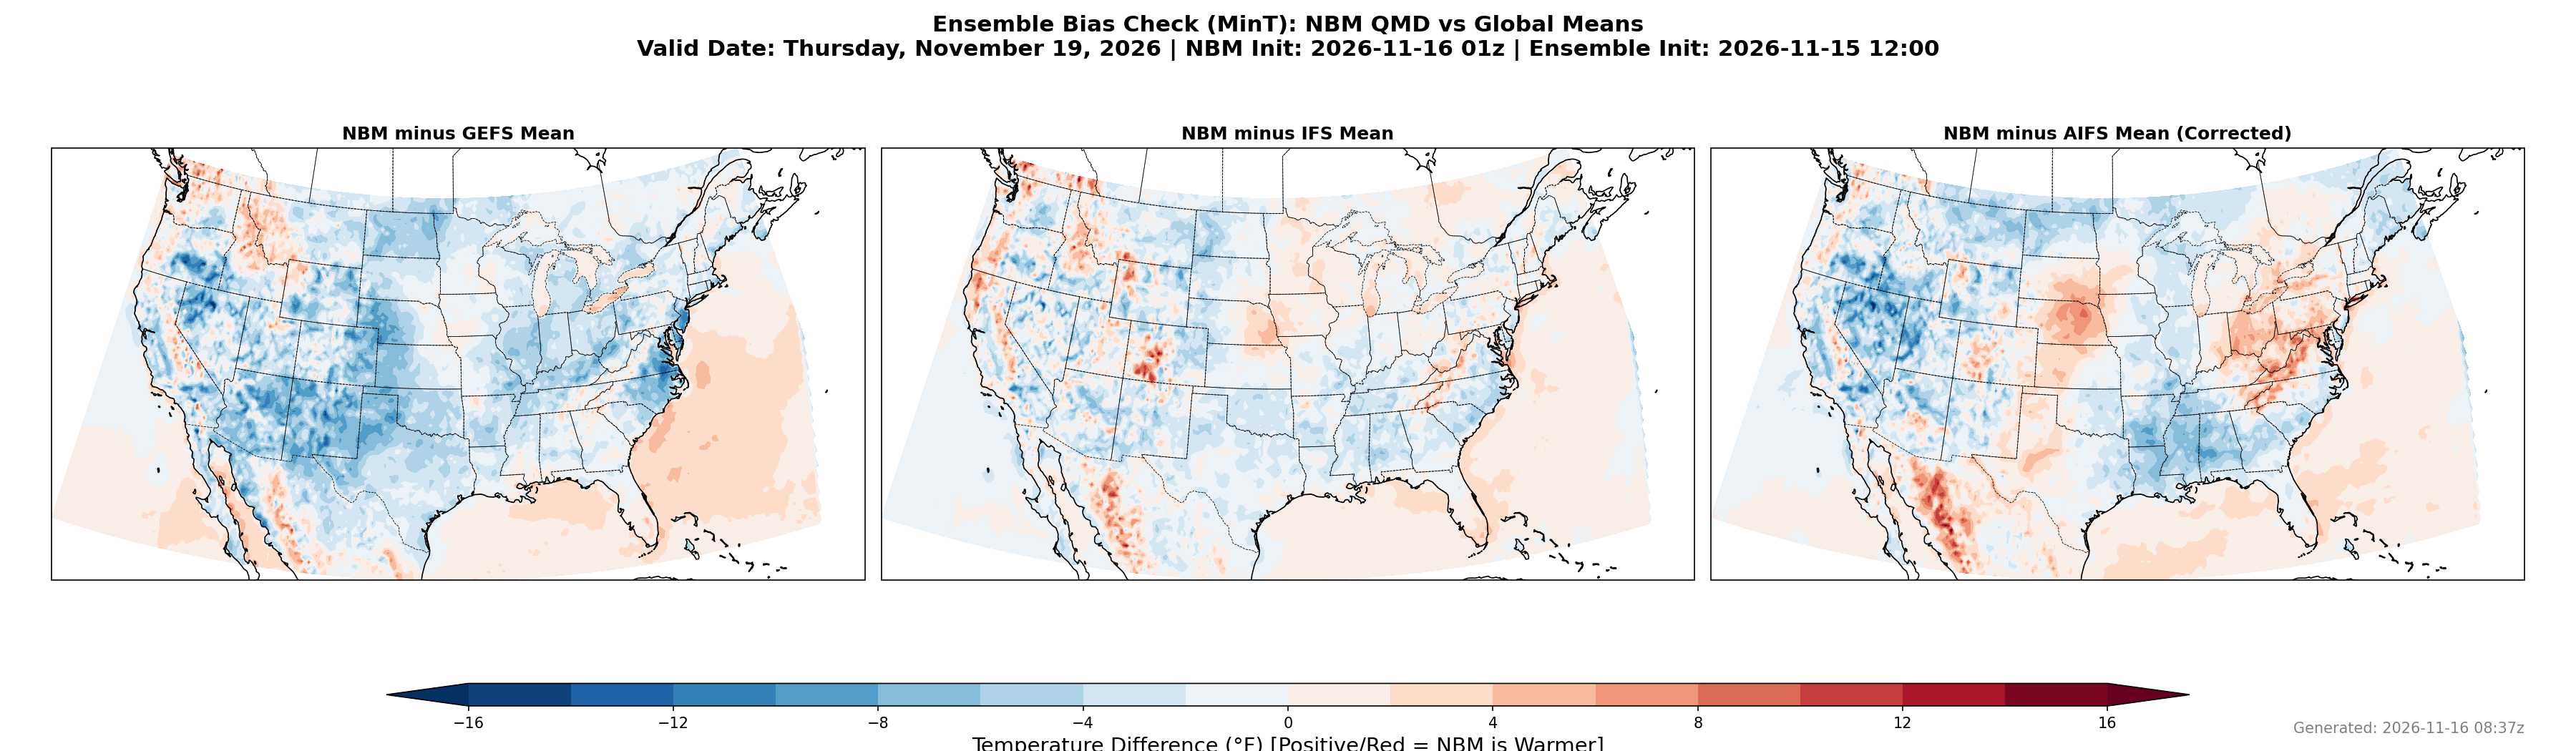 Ensemble Bias Check (MinT): NBM QMD vs Global Means
Valid Date: Thursday, November 19, 2026 | NBM Init: 2026-11-16 01z | Ensemble Init: 2026-11-15 12:00
NBM minus GEFS Mean
NBM minus IFS Mean
NBM minus AIFS Mean (Corrected)
−16 −12 −8 −4 0 4 8 12 16
Generated: 2026-11-16 08:37z
Temperature Difference (°F) [Positive/Red = NBM is Warmer]